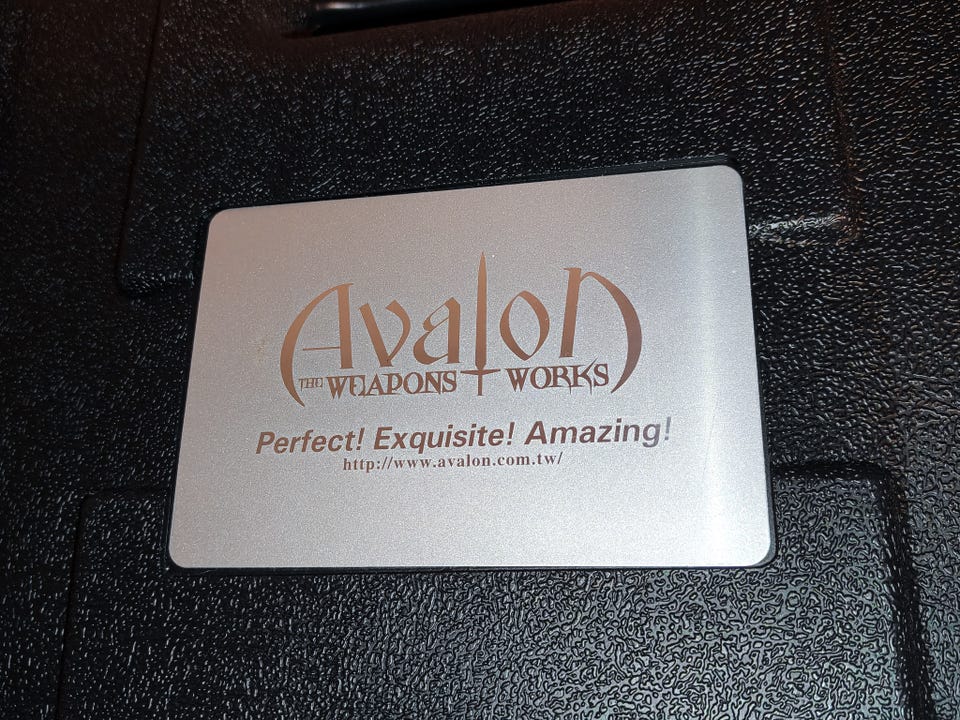 Avalon
THE WEAPONS WORKS
Perfect! Exquisite! Amazing!
http://www.avalon.com.tw/